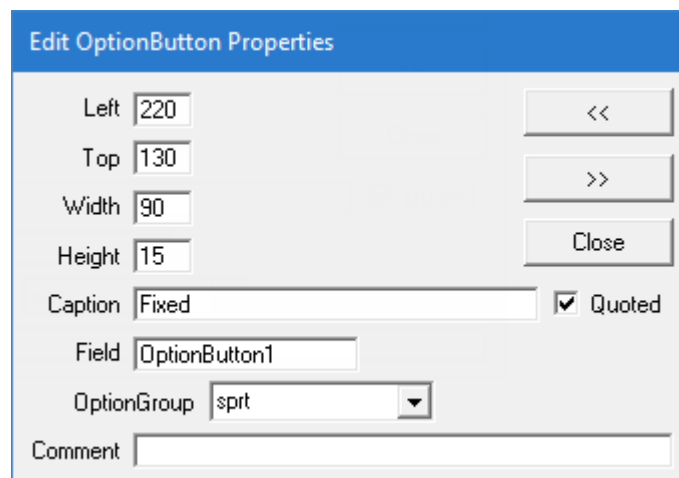 Edit OptionButton Properties
Left 220 <<
Top 130
>>
Width 90
Close
Height 15
Caption Fixed Quoted
Field OptionButton1
OptionGroup sprt
Comment